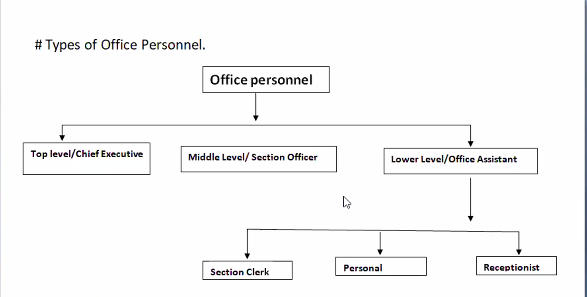 # Types of Office Personnel.
Office personnel
Top level/Chief Executive
Middle Level/ Section Officer
Lower Level/Office Assistant
Section Clerk
Personal
Receptionist